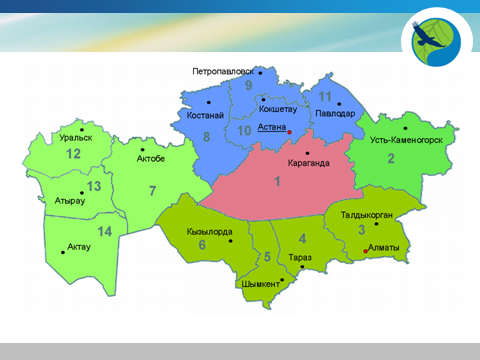 Петропавловск
9
Кокшетау
11
Костанай
Павлодар
10
Астана
8
Уральск
12
Актобе
Усть-Каменогорск
2
Караганда
13
1
7
Атырау
Талдыкорган
14
Кызылорда
4
3
6
Актау
5
Тараз
Алматы
Шымкент